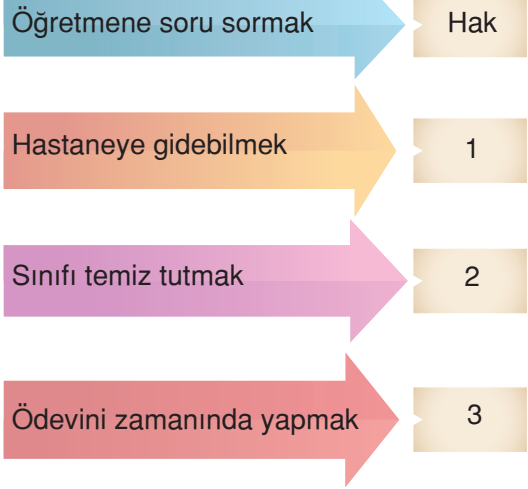 Öğretmene soru sormak Hak
Hastaneye gidebilmek 1
Sınıfı temiz tutmak 2
Ödevini zamanında yapmak 3